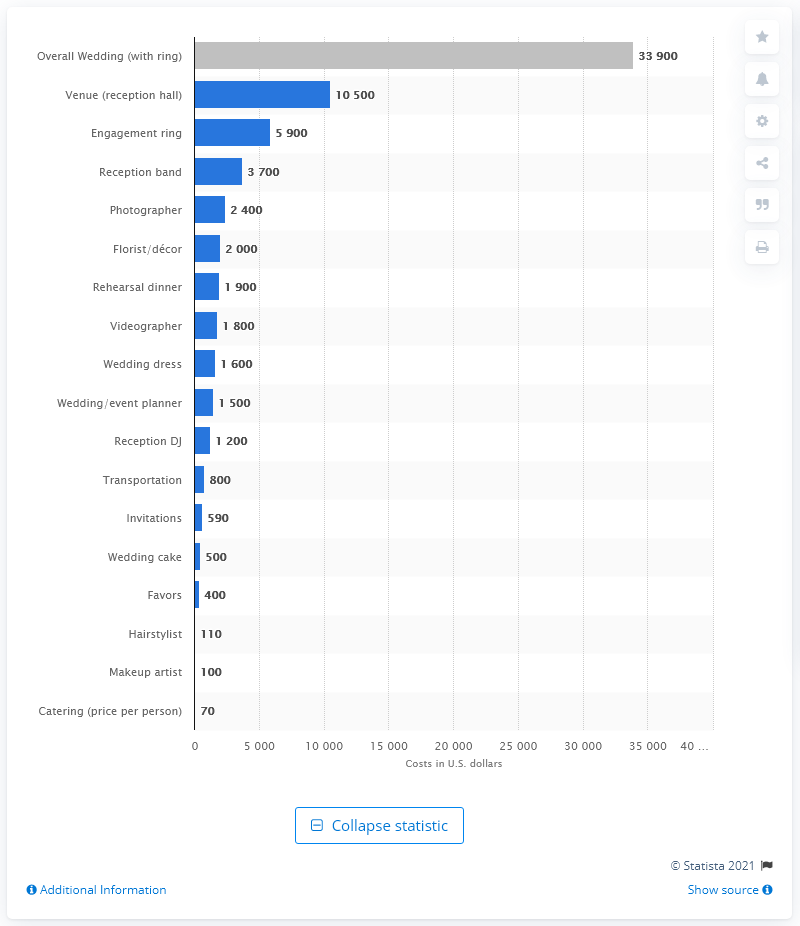 Overall Wedding (with ring) 33 900
Venue (reception hall) 10 500
Engagement ring 5 900
Reception band 3 700
Photographer 2 400
Florist/décor 2 000
Rehearsal dinner 1 900
Videographer 1 800
Wedding dress 1 600
Wedding/event planner 1 500
Reception DJ 1 200
Transportation 800
Invitations 590
Wedding cake 500
Favors 400
Hairstylist 110
Makeup artist 100
Catering (price per person) 70
0 5 000 10 000 15 000 20 000 25 000 30 000 35 000 40 ...
Costs in U.S. dollars
Collapse statistic
© Statista 2021
Additional Information Show source